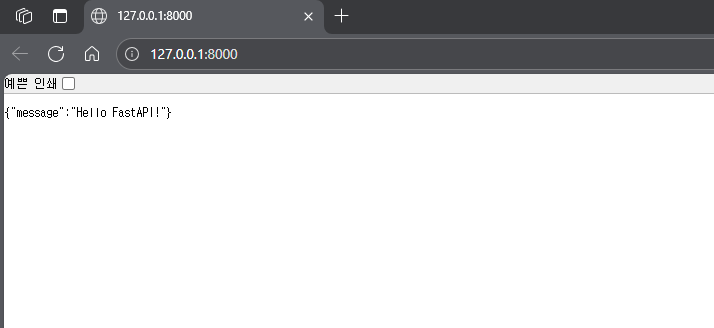 127.0.0.1:8000
127.0.0.1:8000
예쁜 인쇄
{"message":"Hello FastAPI!"}